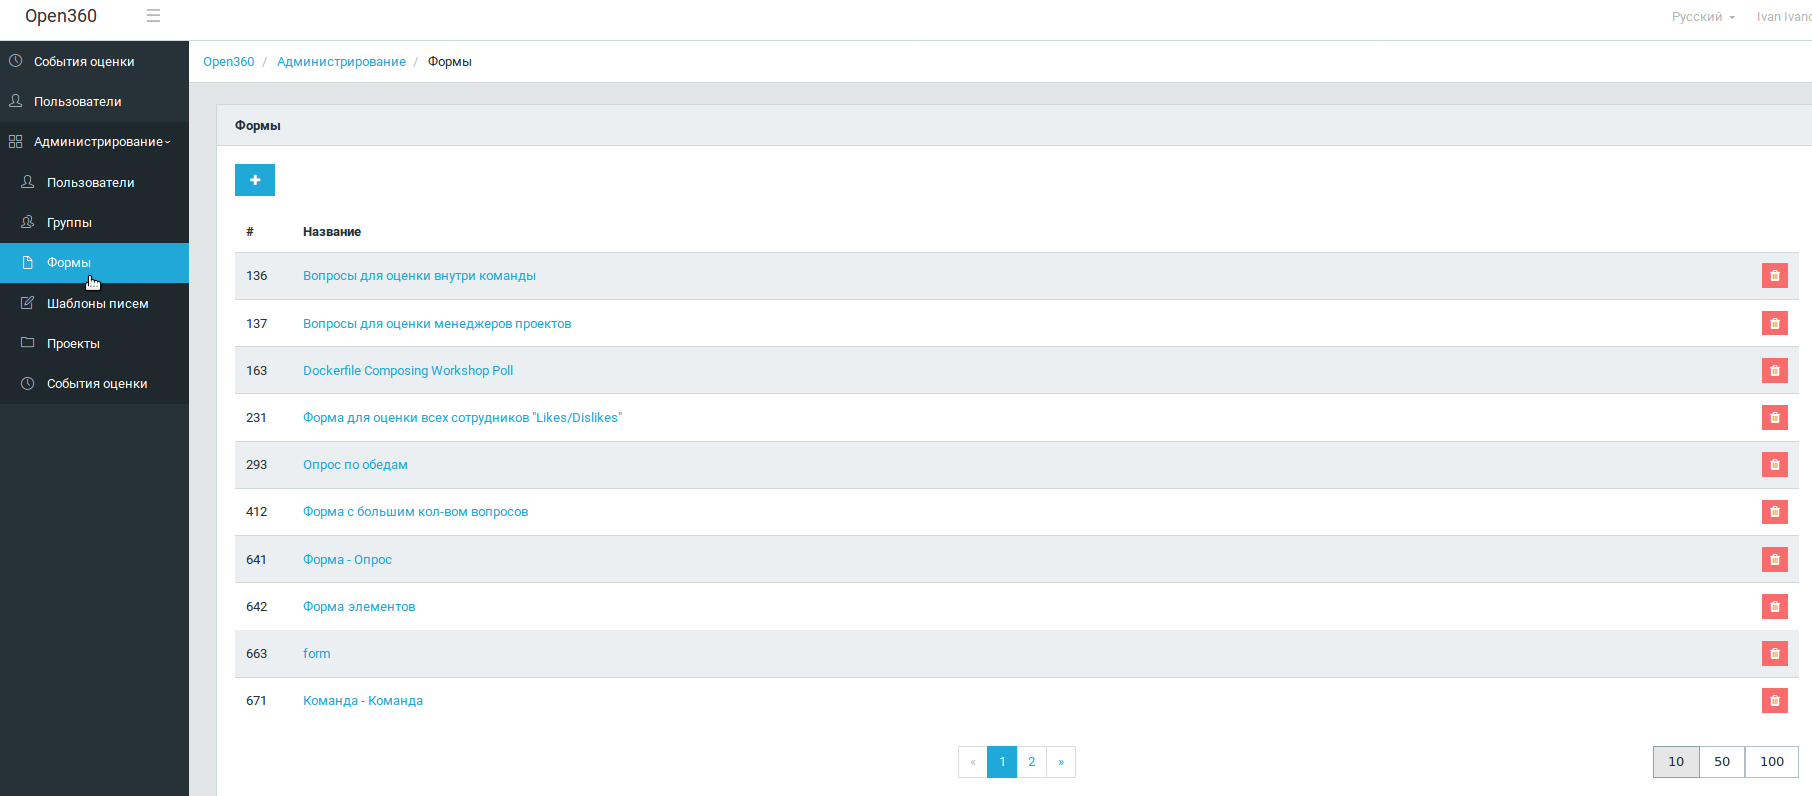 Open360
Русский
Ivan
События оценки
Пользователи
Администрирование
Пользователи
Группы
Формы
Шаблоны писем
Проекты
События оценки
Open360 / Администрирование / Формы
Формы
# Название
136 Вопросы для оценки внутри команды
137 Вопросы для оценки менеджеров проектов
163 Dockerfile Composing Workshop Poll
231 Форма для оценки всех сотрудников "Likes/Dislikes"
293 Опрос по обедам
412 Форма с большим кол-вом вопросов
641 Форма - Опрос
642 Форма элементов
663 form
671 Команда - Команда
« 1 2 »
10 50 100